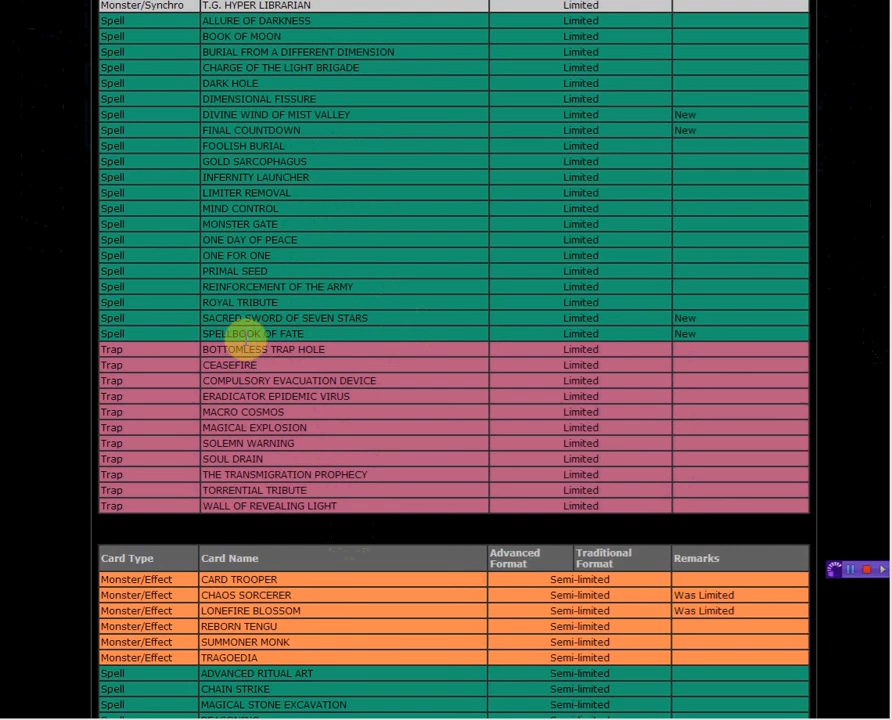 Monster/Synchro T.G. HYPER LIBRARIAN Limited
Spell ALLURE OF DARKNESS Limited
Spell BOOK OF MOON Limited
Spell BURIAL FROM A DIFFERENT DIMENSION Limited
Spell CHARGE OF THE LIGHT BRIGADE Limited
Spell DARK HOLE Limited
Spell DIMENSIONAL FISSURE Limited
Spell DIVINE WIND OF MIST VALLEY Limited New
Spell FINAL COUNTDOWN Limited New
Spell FOOLISH BURIAL Limited
Spell GOLD SARCOPHAGUS Limited
Spell INFERNITY LAUNCHER Limited
Spell LIMITER REMOVAL Limited
Spell MIND CONTROL Limited
Spell MONSTER GATE Limited
Spell ONE DAY OF PEACE Limited
Spell ONE FOR ONE Limited
Spell PRIMAL SEED Limited
Spell REINFORCEMENT OF THE ARMY Limited
Spell ROYAL TRIBUTE Limited
Spell SACRED SWORD OF SEVEN STARS Limited New
Spell SPELLBOOK OF FATE Limited New
Trap BOTTOMLESS TRAP HOLE Limited
Trap CEASEFIRE Limited
Trap COMPULSORY EVACUATION DEVICE Limited
Trap ERADICATOR EPIDEMIC VIRUS Limited
Trap MACRO COSMOS Limited
Trap MAGICAL EXPLOSION Limited
Trap SOLEMN WARNING Limited
Trap SOUL DRAIN Limited
Trap THE TRANSMIGRATION PROPHECY Limited
Trap TORRENTIAL TRIBUTE Limited
Trap WALL OF REVEALING LIGHT Limited
Card Type Card Name Advanced Format Traditional Format Remarks
Monster/Effect CARD TROOPER Semi-limited
Monster/Effect CHAOS SORCERER Semi-limited Was Limited
Monster/Effect LONEFIRE BLOSSOM Semi-limited Was Limited
Monster/Effect REBORN TENGU Semi-limited
Monster/Effect SUMMONER MONK Semi-limited
Monster/Effect TRAGOEDIA Semi-limited
Spell ADVANCED RITUAL ART Semi-limited
Spell CHAIN STRIKE Semi-limited
Spell MAGICAL STONE EXCAVATION Semi-limited